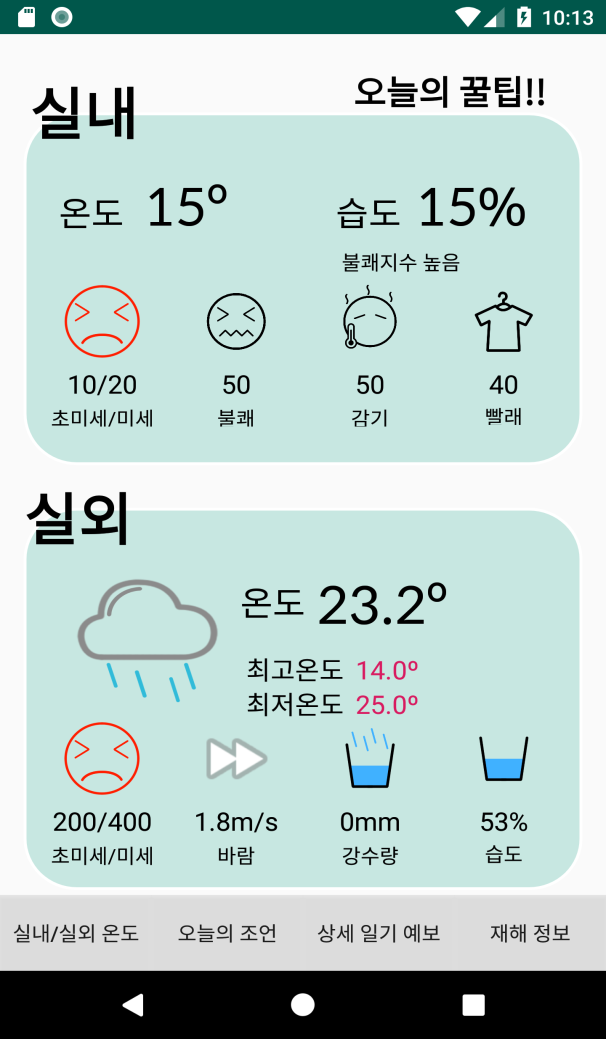 10:13
오늘의 꿀팁!!
실내
온도 15º
습도 15%
불쾌지수 높음
10/20 50 50 40
초미세/미세 불쾌 감기 빨래
실외
온도 23.2º
최고온도 14.0º
최저온도 25.0º
200/400 1.8m/s 0mm 53%
초미세/미세 바람 강수량 습도
실내/실외 온도 오늘의 조언 상세 일기 예보 재해 정보